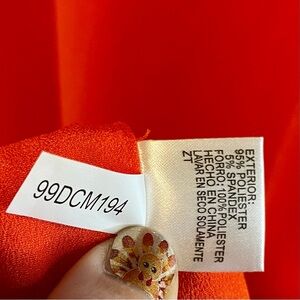 99DCM194
EXTERIOR:
95% POLIESTER
5% SPANDEX
FORRO: 100% POLIESTER
HECHO EN CHINA
LAVAR EN SECO SOLAMENTE
ZT